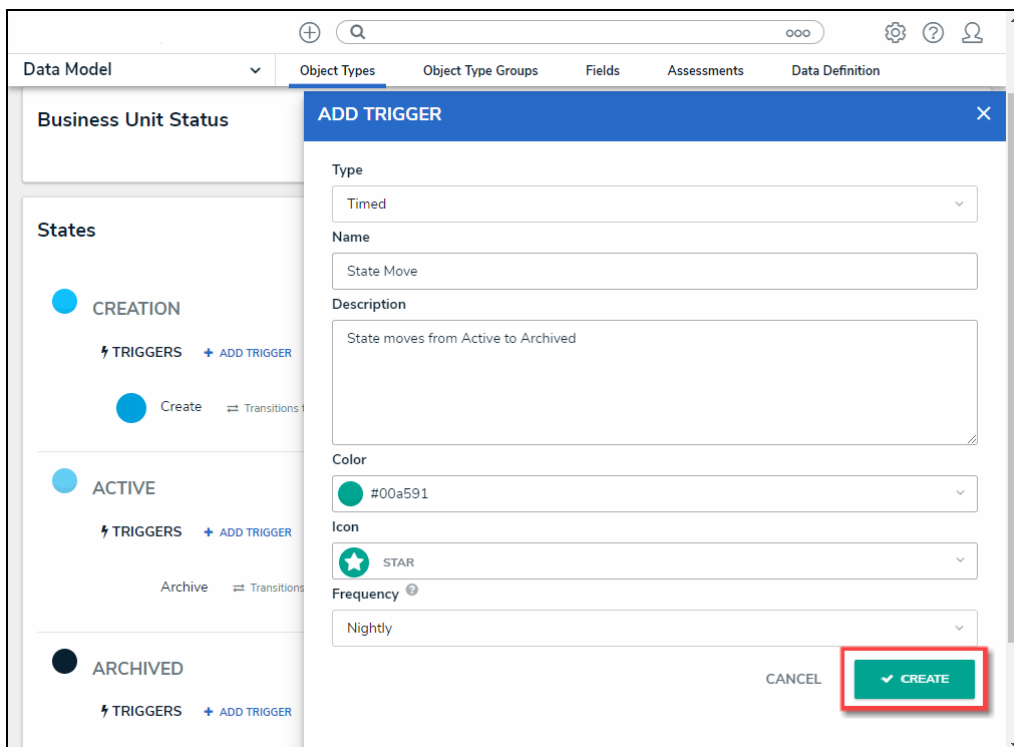 ooo
Data Model
Object Types
Object Type Groups
Fields
Assessments
Data Definition
Business Unit Status
States
CREATION
TRIGGERS + ADD TRIGGER
Create Transitions t
ACTIVE
TRIGGERS + ADD TRIGGER
Archive Transitions
ARCHIVED
TRIGGERS + ADD TRIGGER
ADD TRIGGER
Type
Timed
Name
State Move
Description
State moves from Active to Archived
Color
#00a591
Icon
STAR
Frequency ?
Nightly
CANCEL
CREATE